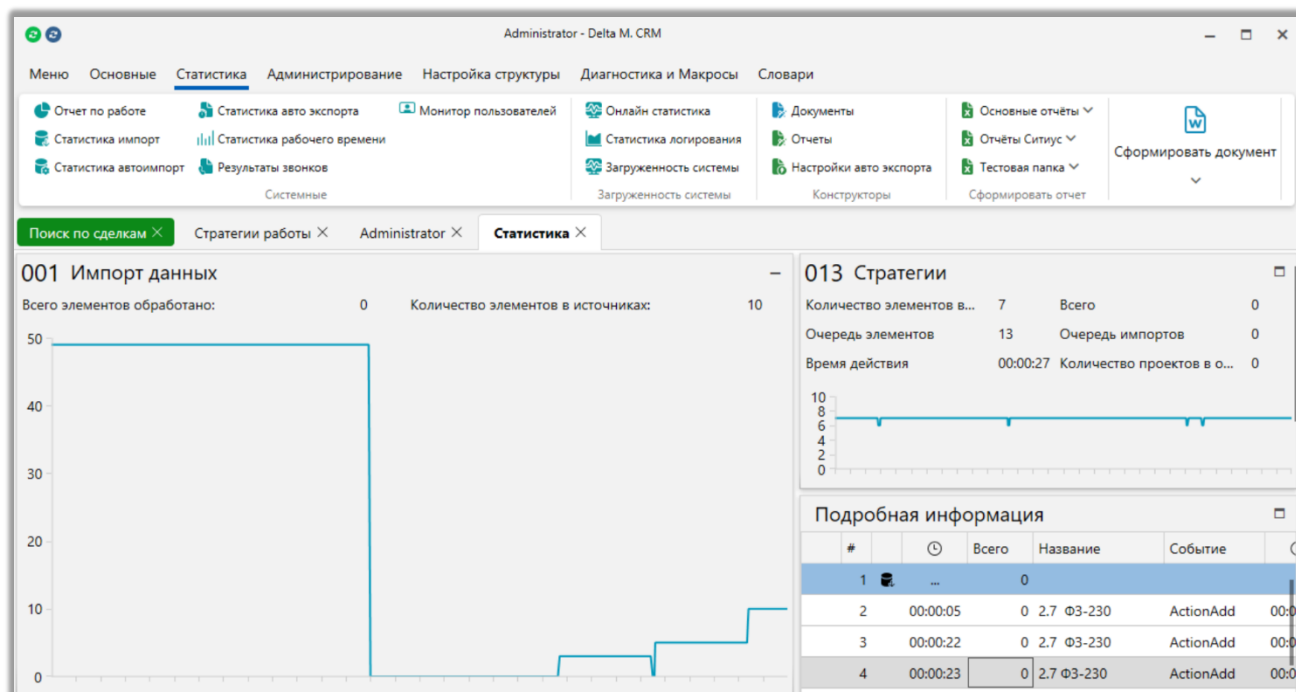 Administrator - Delta M. CRM
Меню Основные Статистика Администрирование Настройка структуры Диагностика и Макросы Словари
Отчет по работе Статистика авто экспорта Монитор пользователей Онлайн статистика Документы Основные отчёты
Статистика импорт Статистика рабочего времени Статистика логирования Отчеты Отчёты Ситиус
Статистика автоимпорт Результаты звонков Загруженность системы Настройки авто экспорта Тестовая папка
Сформировать документ
Системные Загруженность системы Конструкторы Сформировать отчет
Поиск по сделкам Стратегии работы Administrator Статистика
001 Импорт данных
Всего элементов обработано: 0 Количество элементов в источниках: 10
50
40
30
20
10
0
013 Стратегии
Количество элементов в... 7 Всего 0
Очередь элементов 13 Очередь импортов 0
Время действия 00:00:27 Количество проектов в о... 0
10
8
6
4
2
0
Подробная информация
# Всего Название Событие
1 ... 0
2 00:00:05 0 2.7 ФЗ-230 ActionAdd 00:0
3 00:00:22 0 2.7 ФЗ-230 ActionAdd 00:0
4 00:00:23 0 2.7 ФЗ-230 ActionAdd 00:0